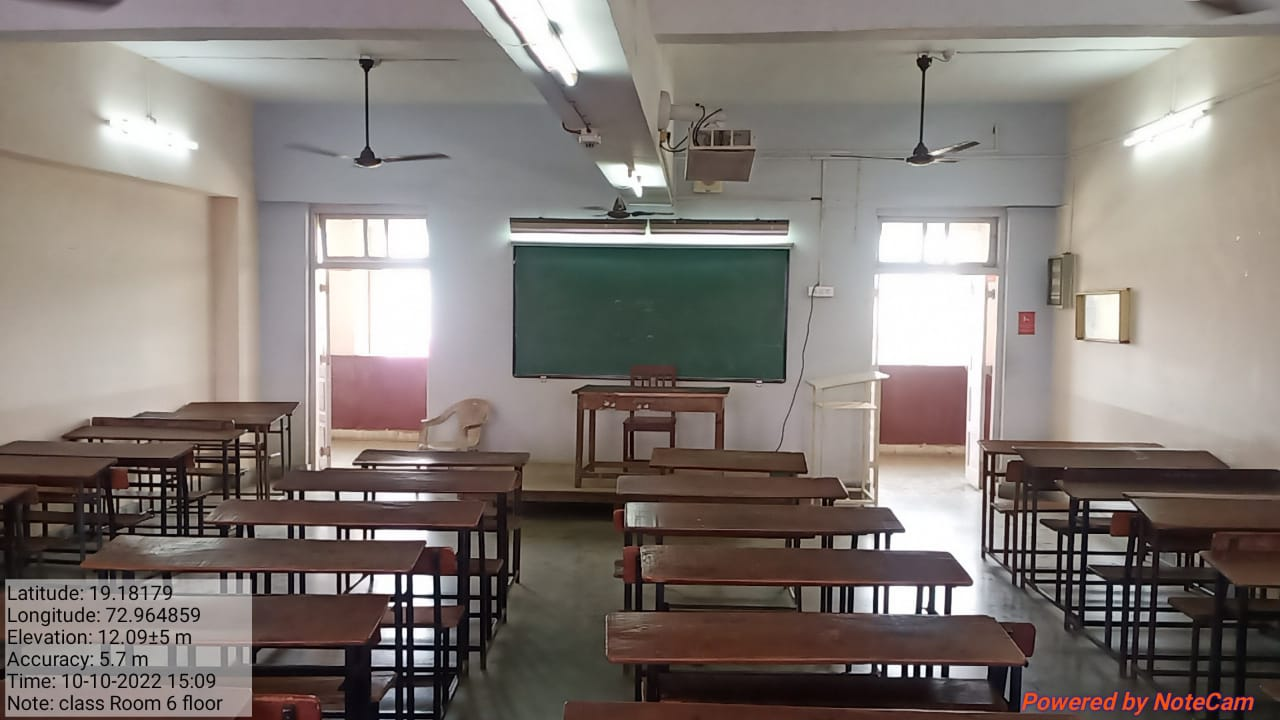 Latitude: 19.18179
Longitude: 72.964859
Elevation: 12.09±5 m
Accuracy: 5.7 m
Time: 10-10-2022 15:09
Note: class Room 6 floor
Powered by NoteCam